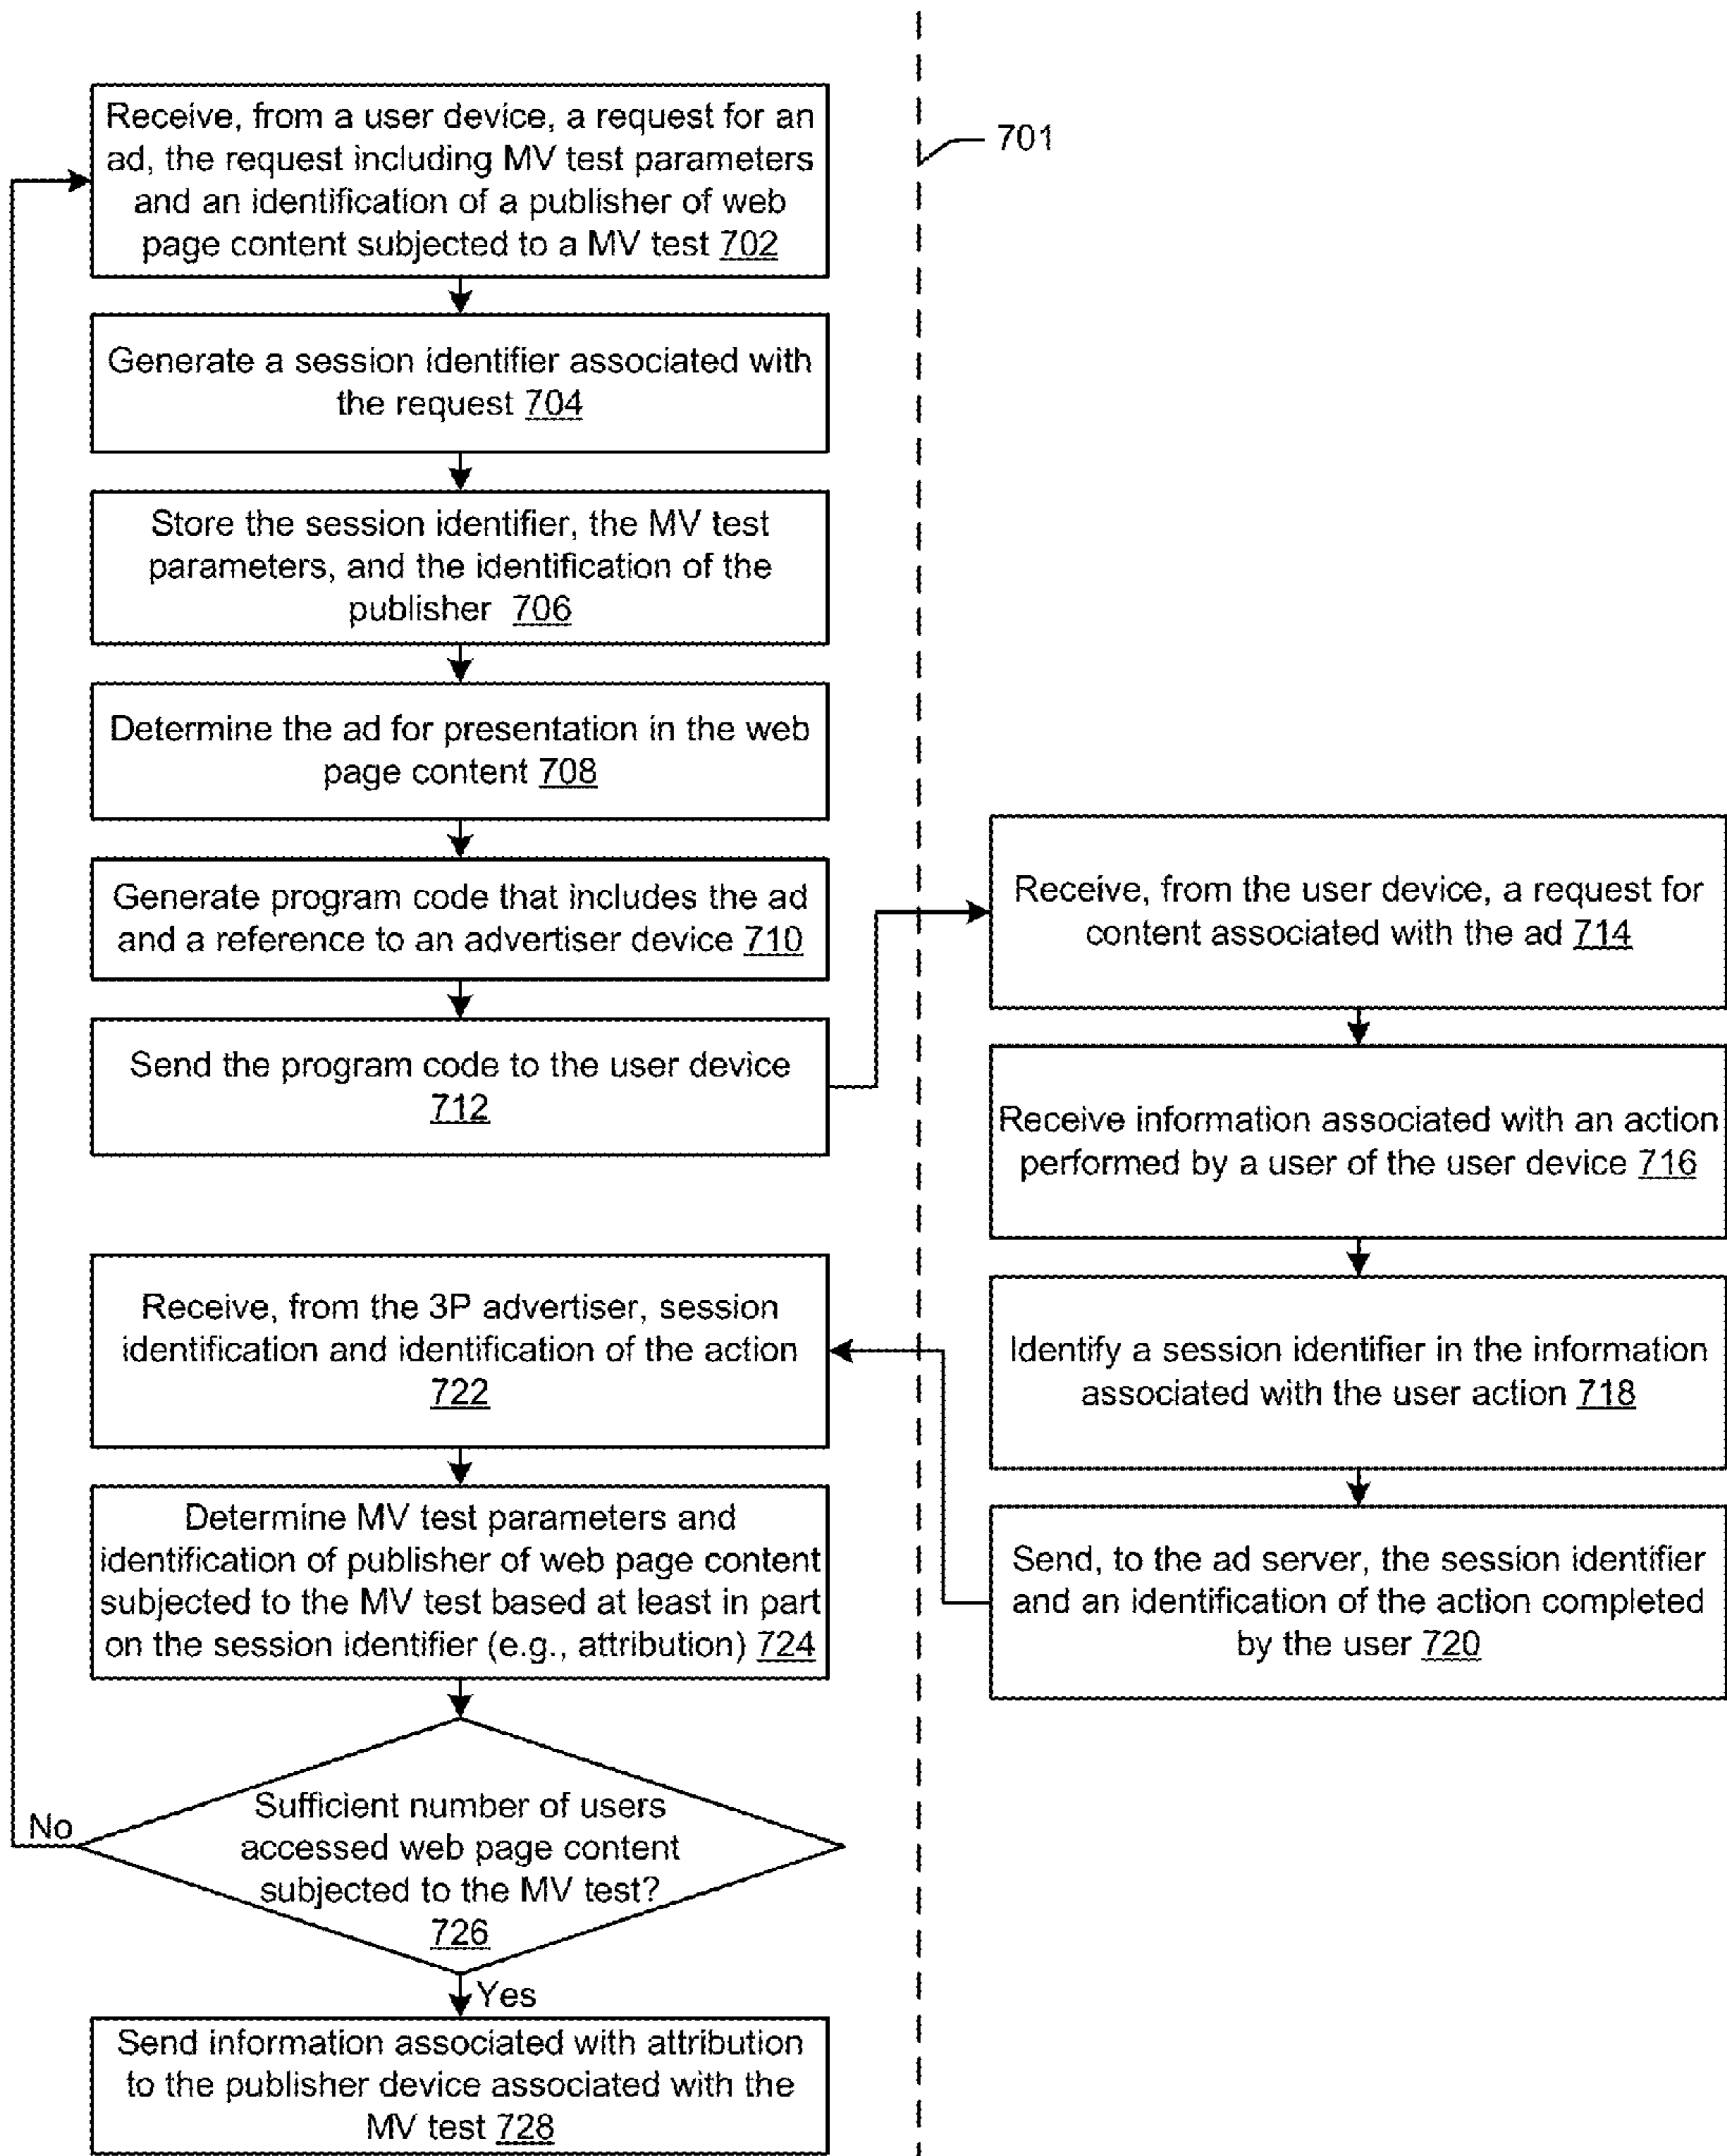 Receive, from a user device, a request for an
ad, the request including MV test parameters
and an identification of a publisher of web
page content subjected to a MV test 702
701
Generate a session identifier associated with
the request 704
Store the session identifier, the MV test
parameters, and the identification of the
publisher 706
Determine the ad for presentation in the web
page content 708
Generate program code that includes the ad
and a reference to an advertiser device 710
Send the program code to the user device
712
Receive, from the user device, a request for
content associated with the ad 714
Receive information associated with an action
performed by a user of the user device 716
Identify a session identifier in the information
associated with the user action 718
Send, to the ad server, the session identifier
and an identification of the action completed
by the user 720
Receive, from the 3P advertiser, session
identification and identification of the action
722
Determine MV test parameters and
identification of publisher of web page content
subjected to the MV test based at least in part
on the session identifier (e.g., attribution) 724
Sufficient number of users
accessed web page content
subjected to the MV test?
726
No
Yes
Send information associated with attribution
to the publisher device associated with the
MV test 728